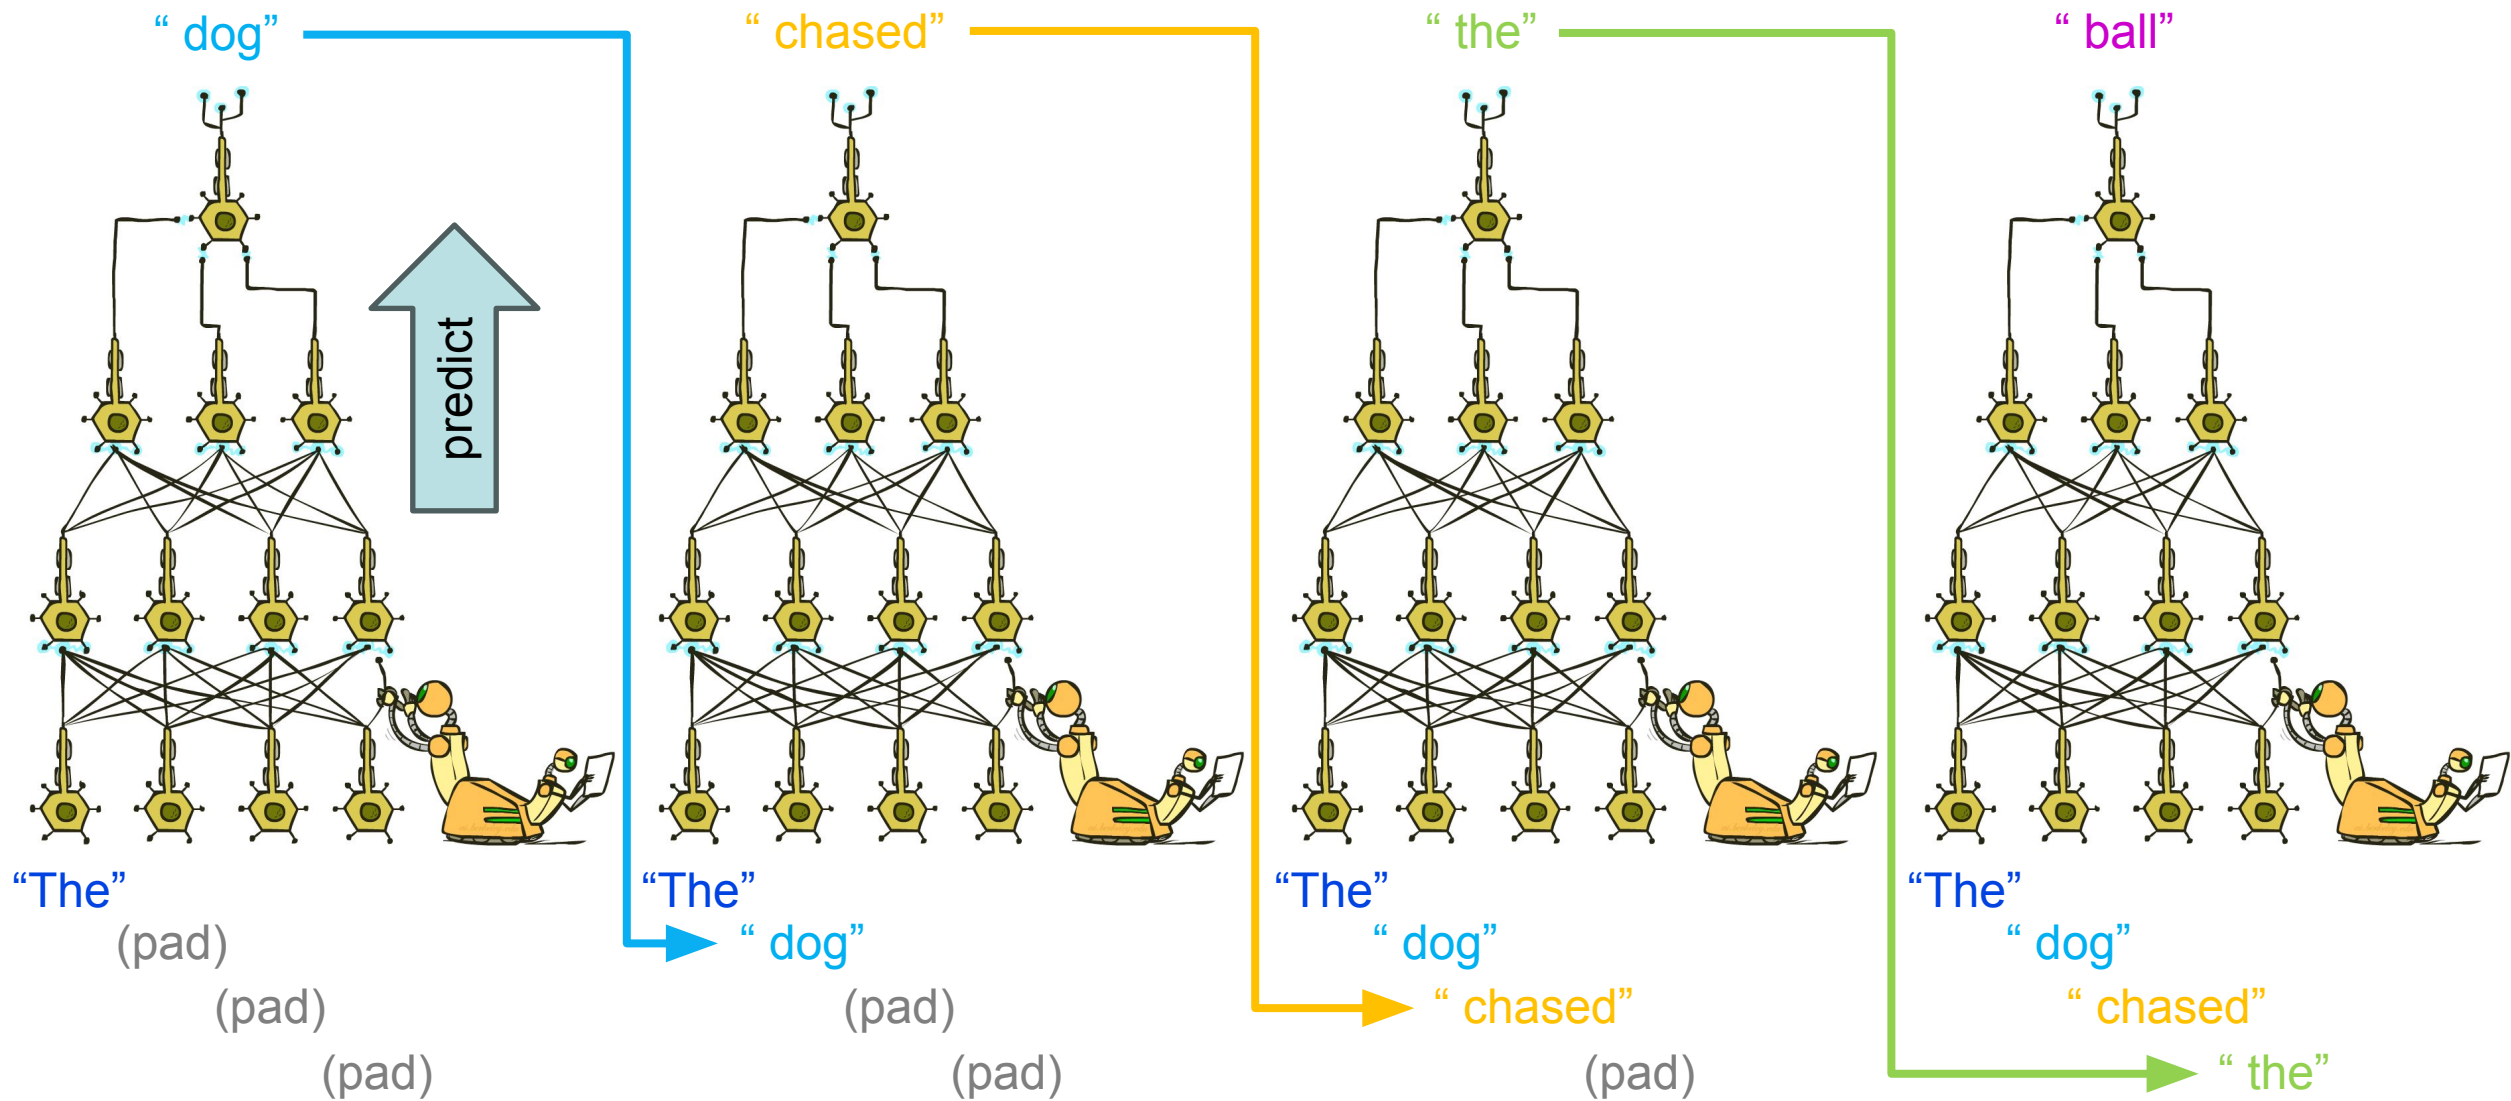 “ dog”
“ chased”
“ the”
“ ball”
predict
“The”
(pad)
(pad)
(pad)
“The”
“ dog”
(pad)
(pad)
“The”
“ dog”
“ chased”
(pad)
“The”
“ dog”
“ chased”
“ the”